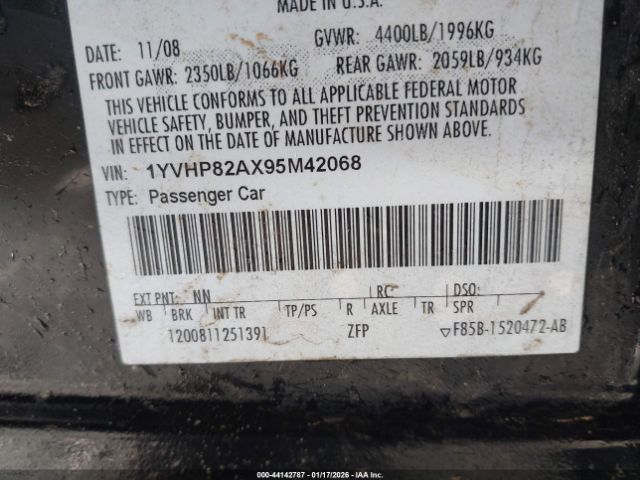 MADE IN U.S.A.
DATE: 11/08 GVWR: 4400LB/1996KG
FRONT GAWR: 2350LB/1066KG REAR GAWR: 2059LB/934KG
THIS VEHICLE CONFORMS TO ALL APPLICABLE FEDERAL MOTOR
VEHICLE SAFETY, BUMPER, AND THEFT PREVENTION STANDARDS
IN EFFECT ON THE DATE OF MANUFACTURE SHOWN ABOVE.
VIN: 1YVHP82AX95M42068
TYPE: Passenger Car
EXT PNT: NN RC: DSO:
WB BRK INT TR TP/PS R AXLE TR SPR
1200811251391 ZFP ▽F85B-1520472-AB
00000-44142787 - 01/17/2026 - IAA Inc.